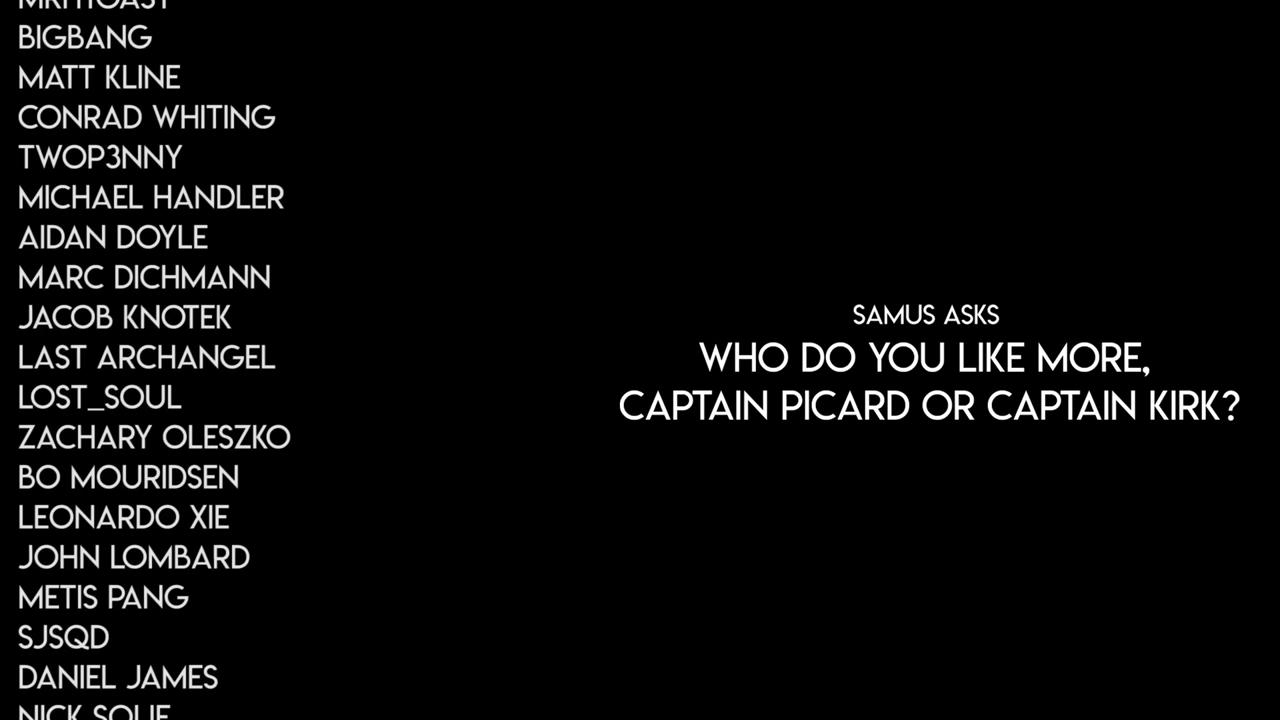 BIGBANG
MATT KLINE
CONRAD WHITING
TWOP3NNY
MICHAEL HANDLER
AIDAN DOYLE
MARC DICHMANN
JACOB KNOTEK
LAST ARCHANGEL
LOST_SOUL
ZACHARY OLESZKO
BO MOURIDSEN
LEONARDO XIE
JOHN LOMBARD
METIS PANG
SJSQD
DANIEL JAMES
NICK
SAMUS ASKS
WHO DO YOU LIKE MORE,
CAPTAIN PICARD OR CAPTAIN KIRK?